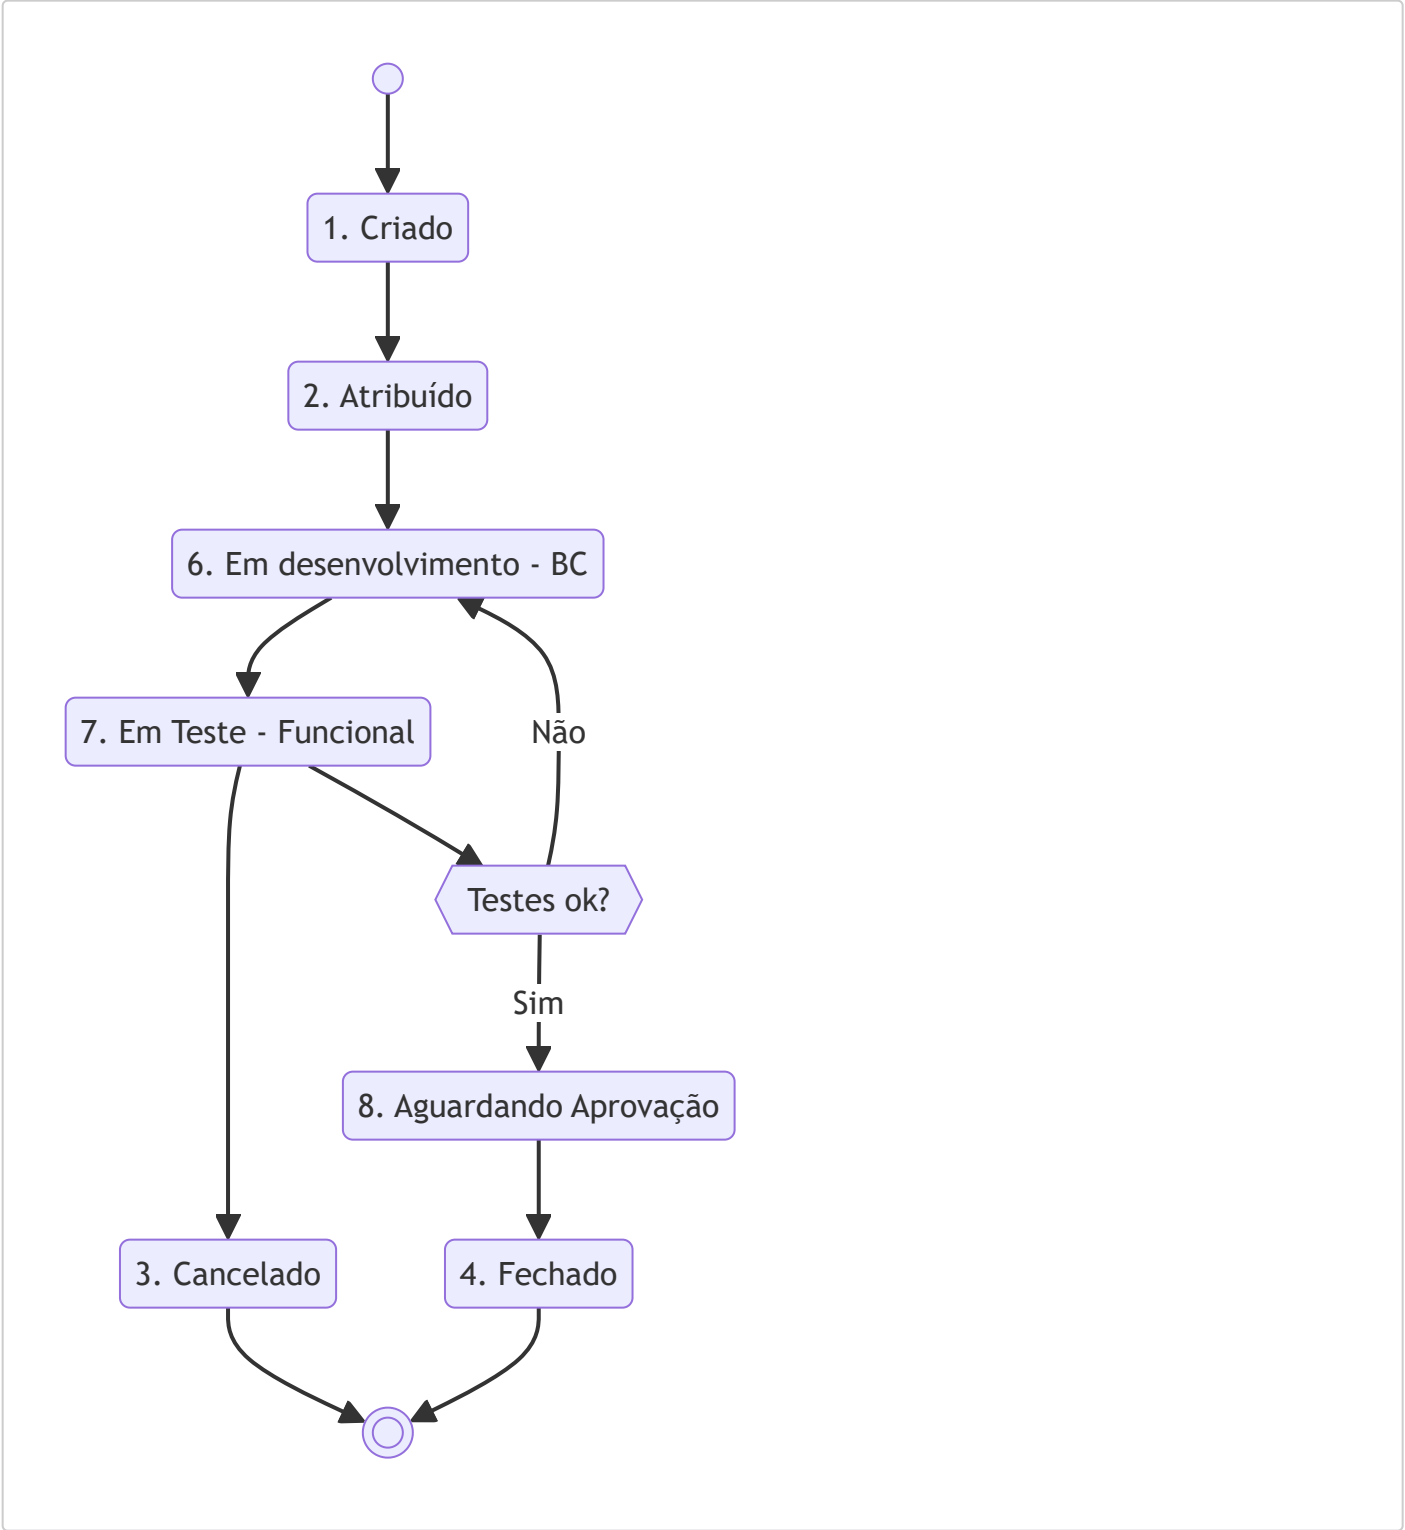 1. Criado
2. Atribuído
6. Em desenvolvimento - BC
7. Em Teste - Funcional
Não
Testes ok?
Sim
8. Aguardando Aprovação
3. Cancelado
4. Fechado